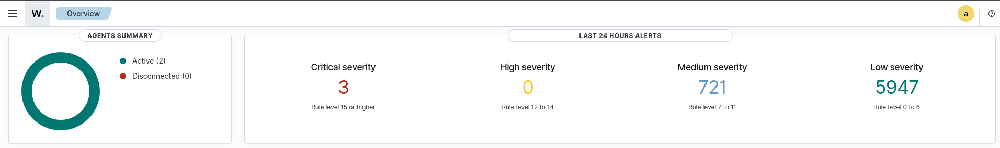 W. Overview a
AGENTS SUMMARY
Active (2)
Disconnected (0)
LAST 24 HOURS ALERTS
Critical severity
3
Rule level 15 or higher
High severity
0
Rule level 12 to 14
Medium severity
721
Rule level 7 to 11
Low severity
5947
Rule level 0 to 6